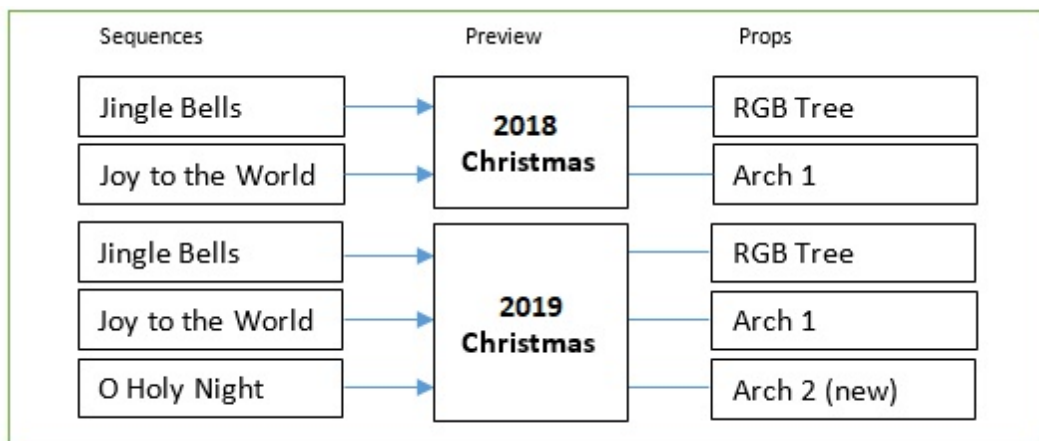 Sequences Preview Props
Jingle Bells
Joy to the World
2018
Christmas
RGB Tree
Arch 1
Jingle Bells
Joy to the World
O Holy Night
2019
Christmas
RGB Tree
Arch 1
Arch 2 (new)